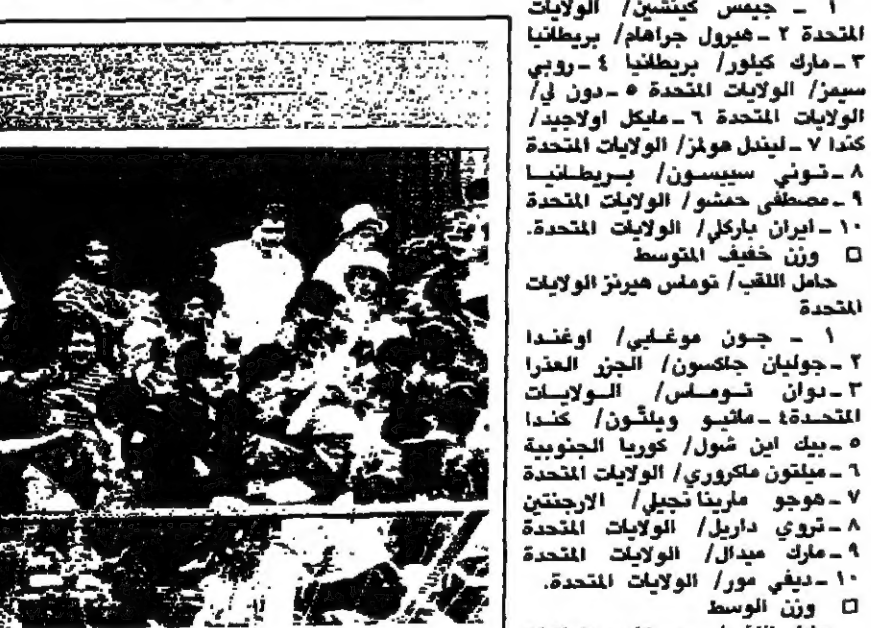 ١ ـ جيمس كينشين/ الولايات
المتحدة ٢ ـ هيرول جراهام/ بريطانيا
٣ ـ مارك كيلور/ بريطانيا ٤ ـ روبي
سيمز/ الولايات المتحدة ٥ ـ دون لي/
الولايات المتحدة ٦ ـ مايكل اولاجيد/
كندا ٧ ـ ليندل هولمز/ الولايات المتحدة
٨ ـ توني سيبسون/ بريطانيا
٩ ـ مصطفى حمشو/ الولايات المتحدة
١٠ ـ ايران باركلي/ الولايات المتحدة.
□ وزن خفيف المتوسط
حامل اللقب/ توماس هيرنز الولايات
المتحدة
١ ـ جون موغابي/ اوغندا
٢ ـ جوليان جاكسون/ الجزر العذرا
٣ ـ دوان توماس/ الولايات
المتحدة ٤ ـ ماثيو ويلتون/ كندا
٥ ـ بيك اين شول/ كوريا الجنوبية
٦ ـ ميلتون ماكروري/ الولايات المتحدة
٧ ـ هوجو مارينا نجيلي/ الارجنتين
٨ ـ تروي داريل/ الولايات المتحدة
٩ ـ مارك ميدال/ الولايات المتحدة
١٠ ـ ديفي مور/ الولايات المتحدة.
□ وزن الوسط